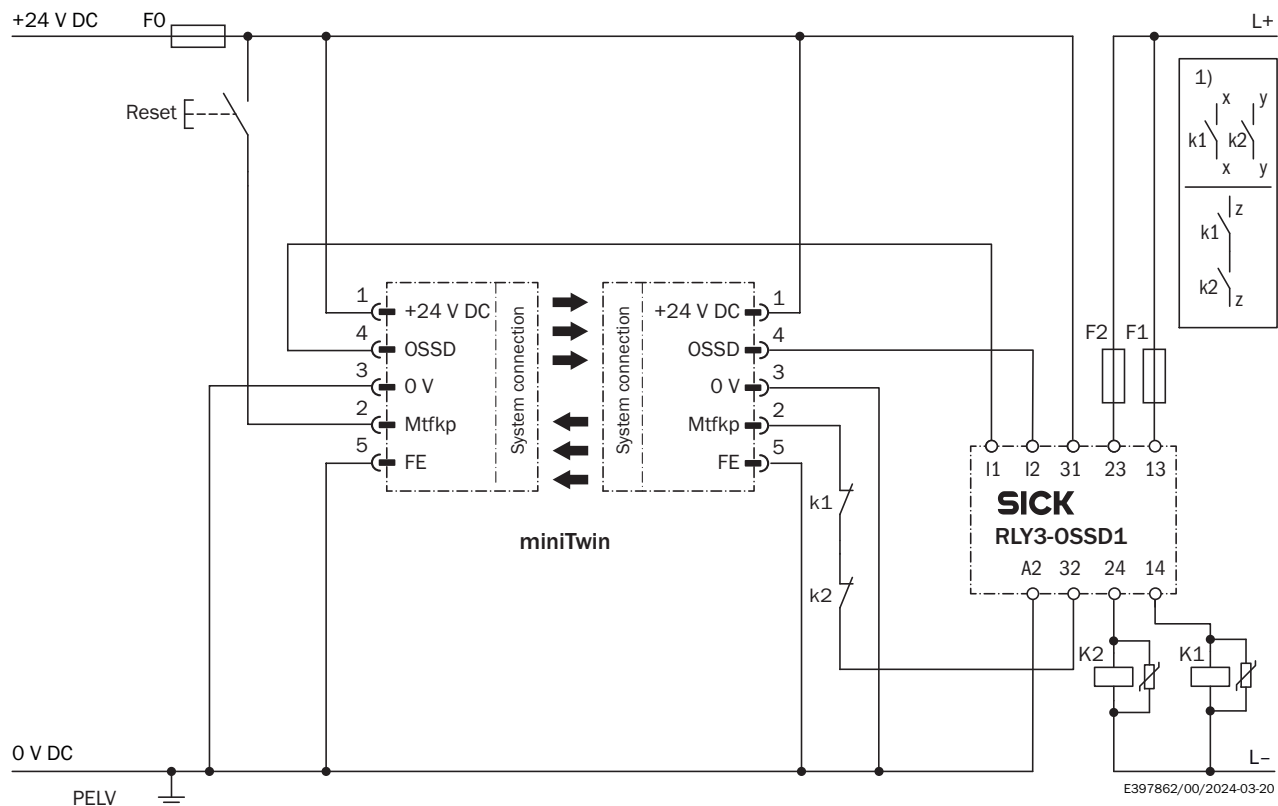 +24 V DC
F0
L+
Reset
1)
x
y
k1
k2
x
y
z
k1
k2
z
1
+24 V DC
4
OSSD
3
0 V
2
Mtfkp
5
FE
System connection
System connection
+24 V DC
1
OSSD
4
0 V
3
Mtfkp
2
FE
5
miniTwin
k1
k2
F2
F1
I1
I2
31
23
13
SICK
RLY3-OSSD1
A2
32
24
14
K2
K1
0 V DC
L–
PELV
E397862/00/2024-03-20